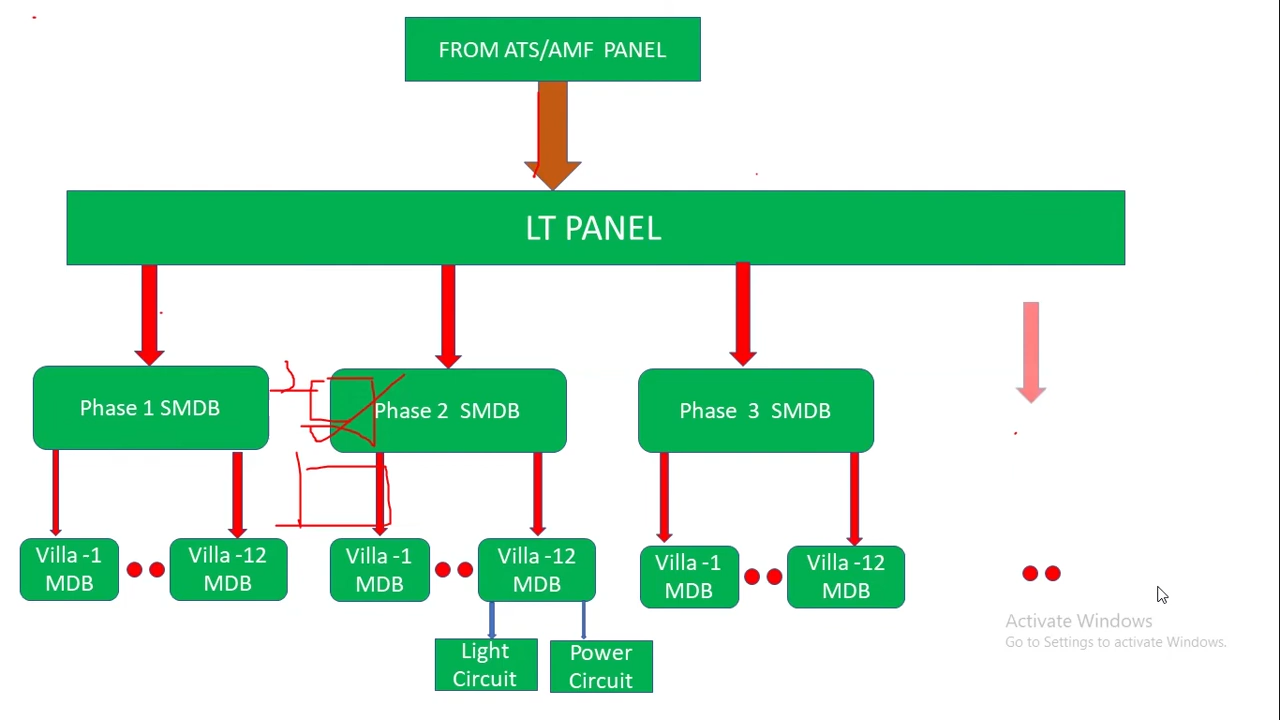 FROM ATS/AMF PANEL
LT PANEL
Phase 1 SMDB
Phase 2 SMDB
Phase 3 SMDB
Villa -1
MDB
Villa -12
MDB
Villa -1
MDB
Villa -12
MDB
Villa -1
MDB
Villa -12
MDB
Light
Circuit
Power
Circuit
Activate Windows
Go to Settings to activate Windows.